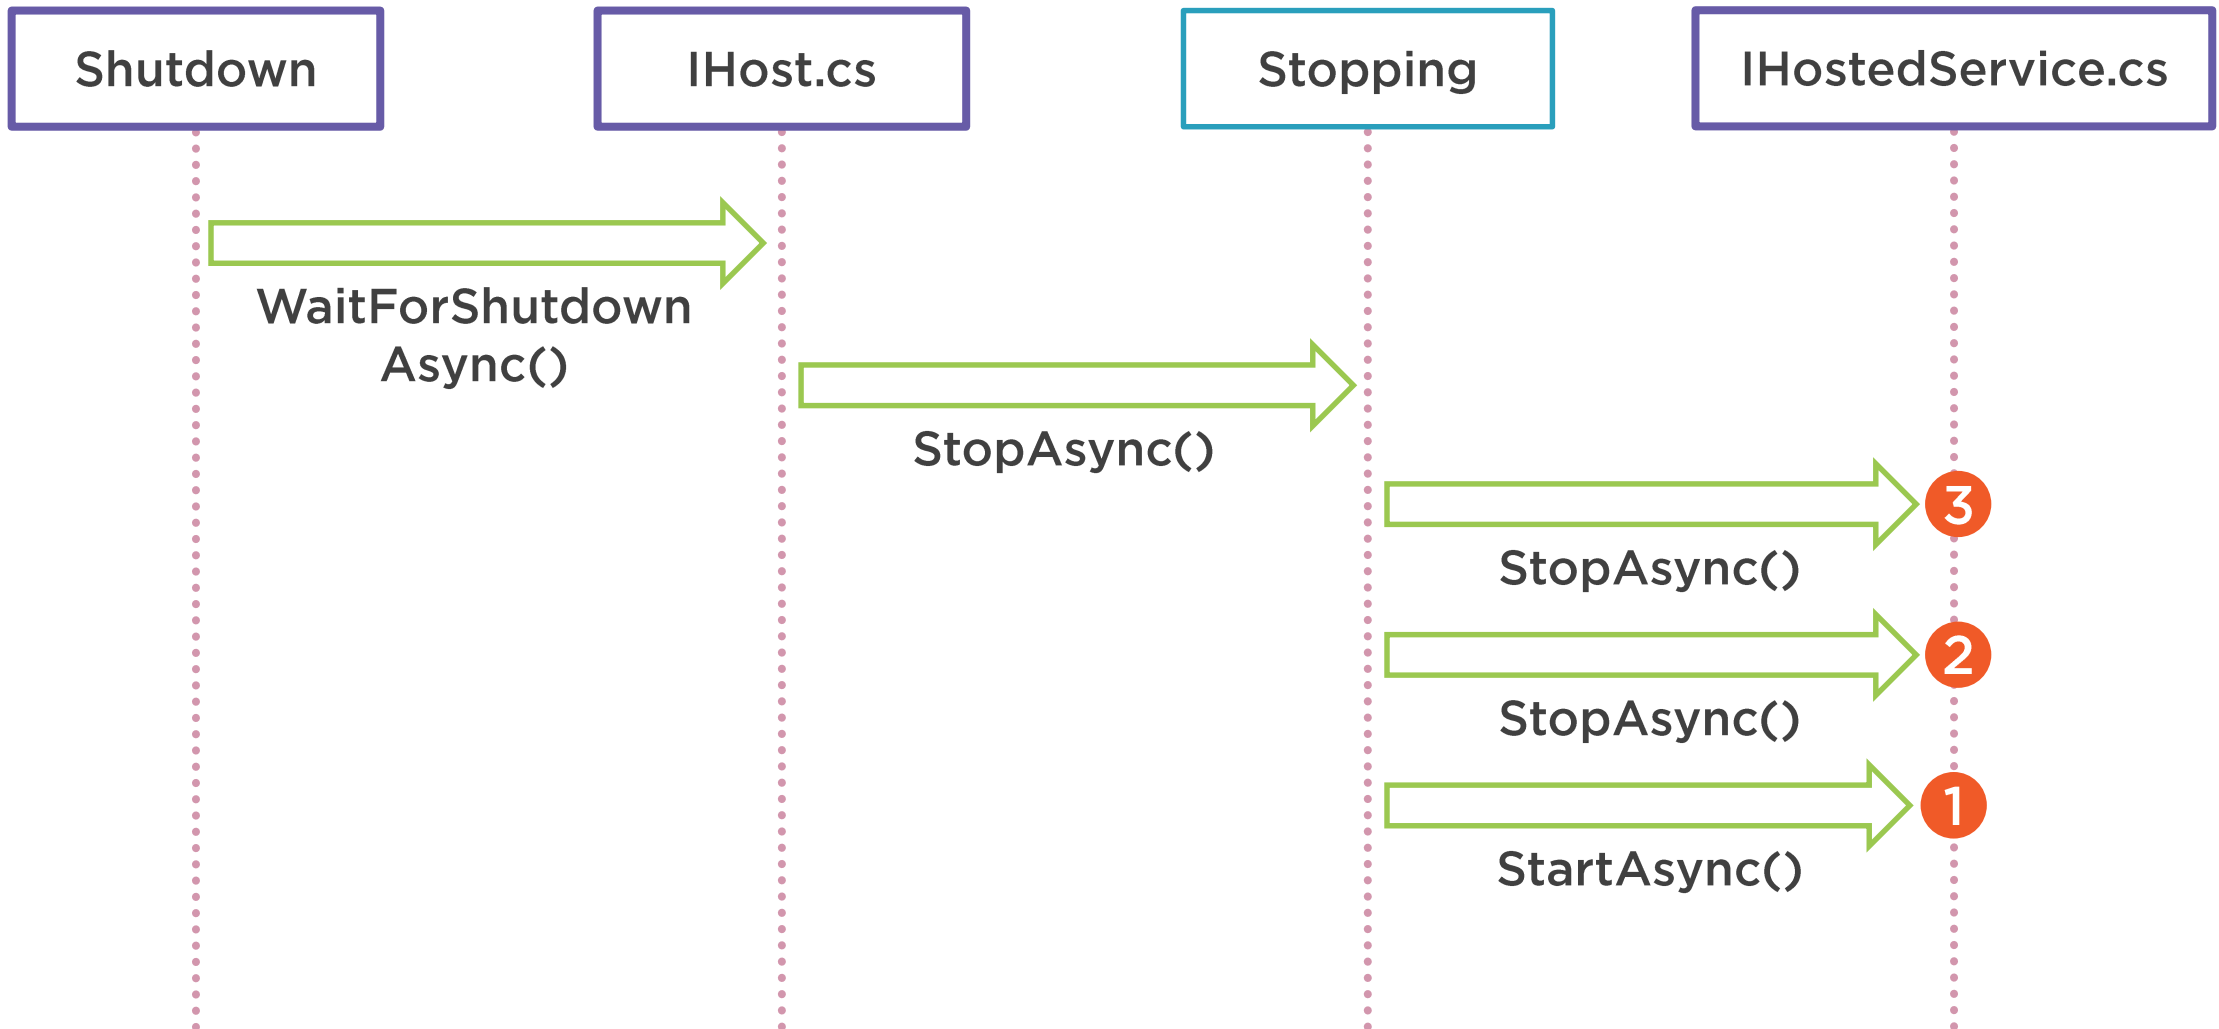 Shutdown
IHost.cs
Stopping
IHostedService.cs
WaitForShutdown
Async()
StopAsync()
3
StopAsync()
2
StopAsync()
1
StartAsync()